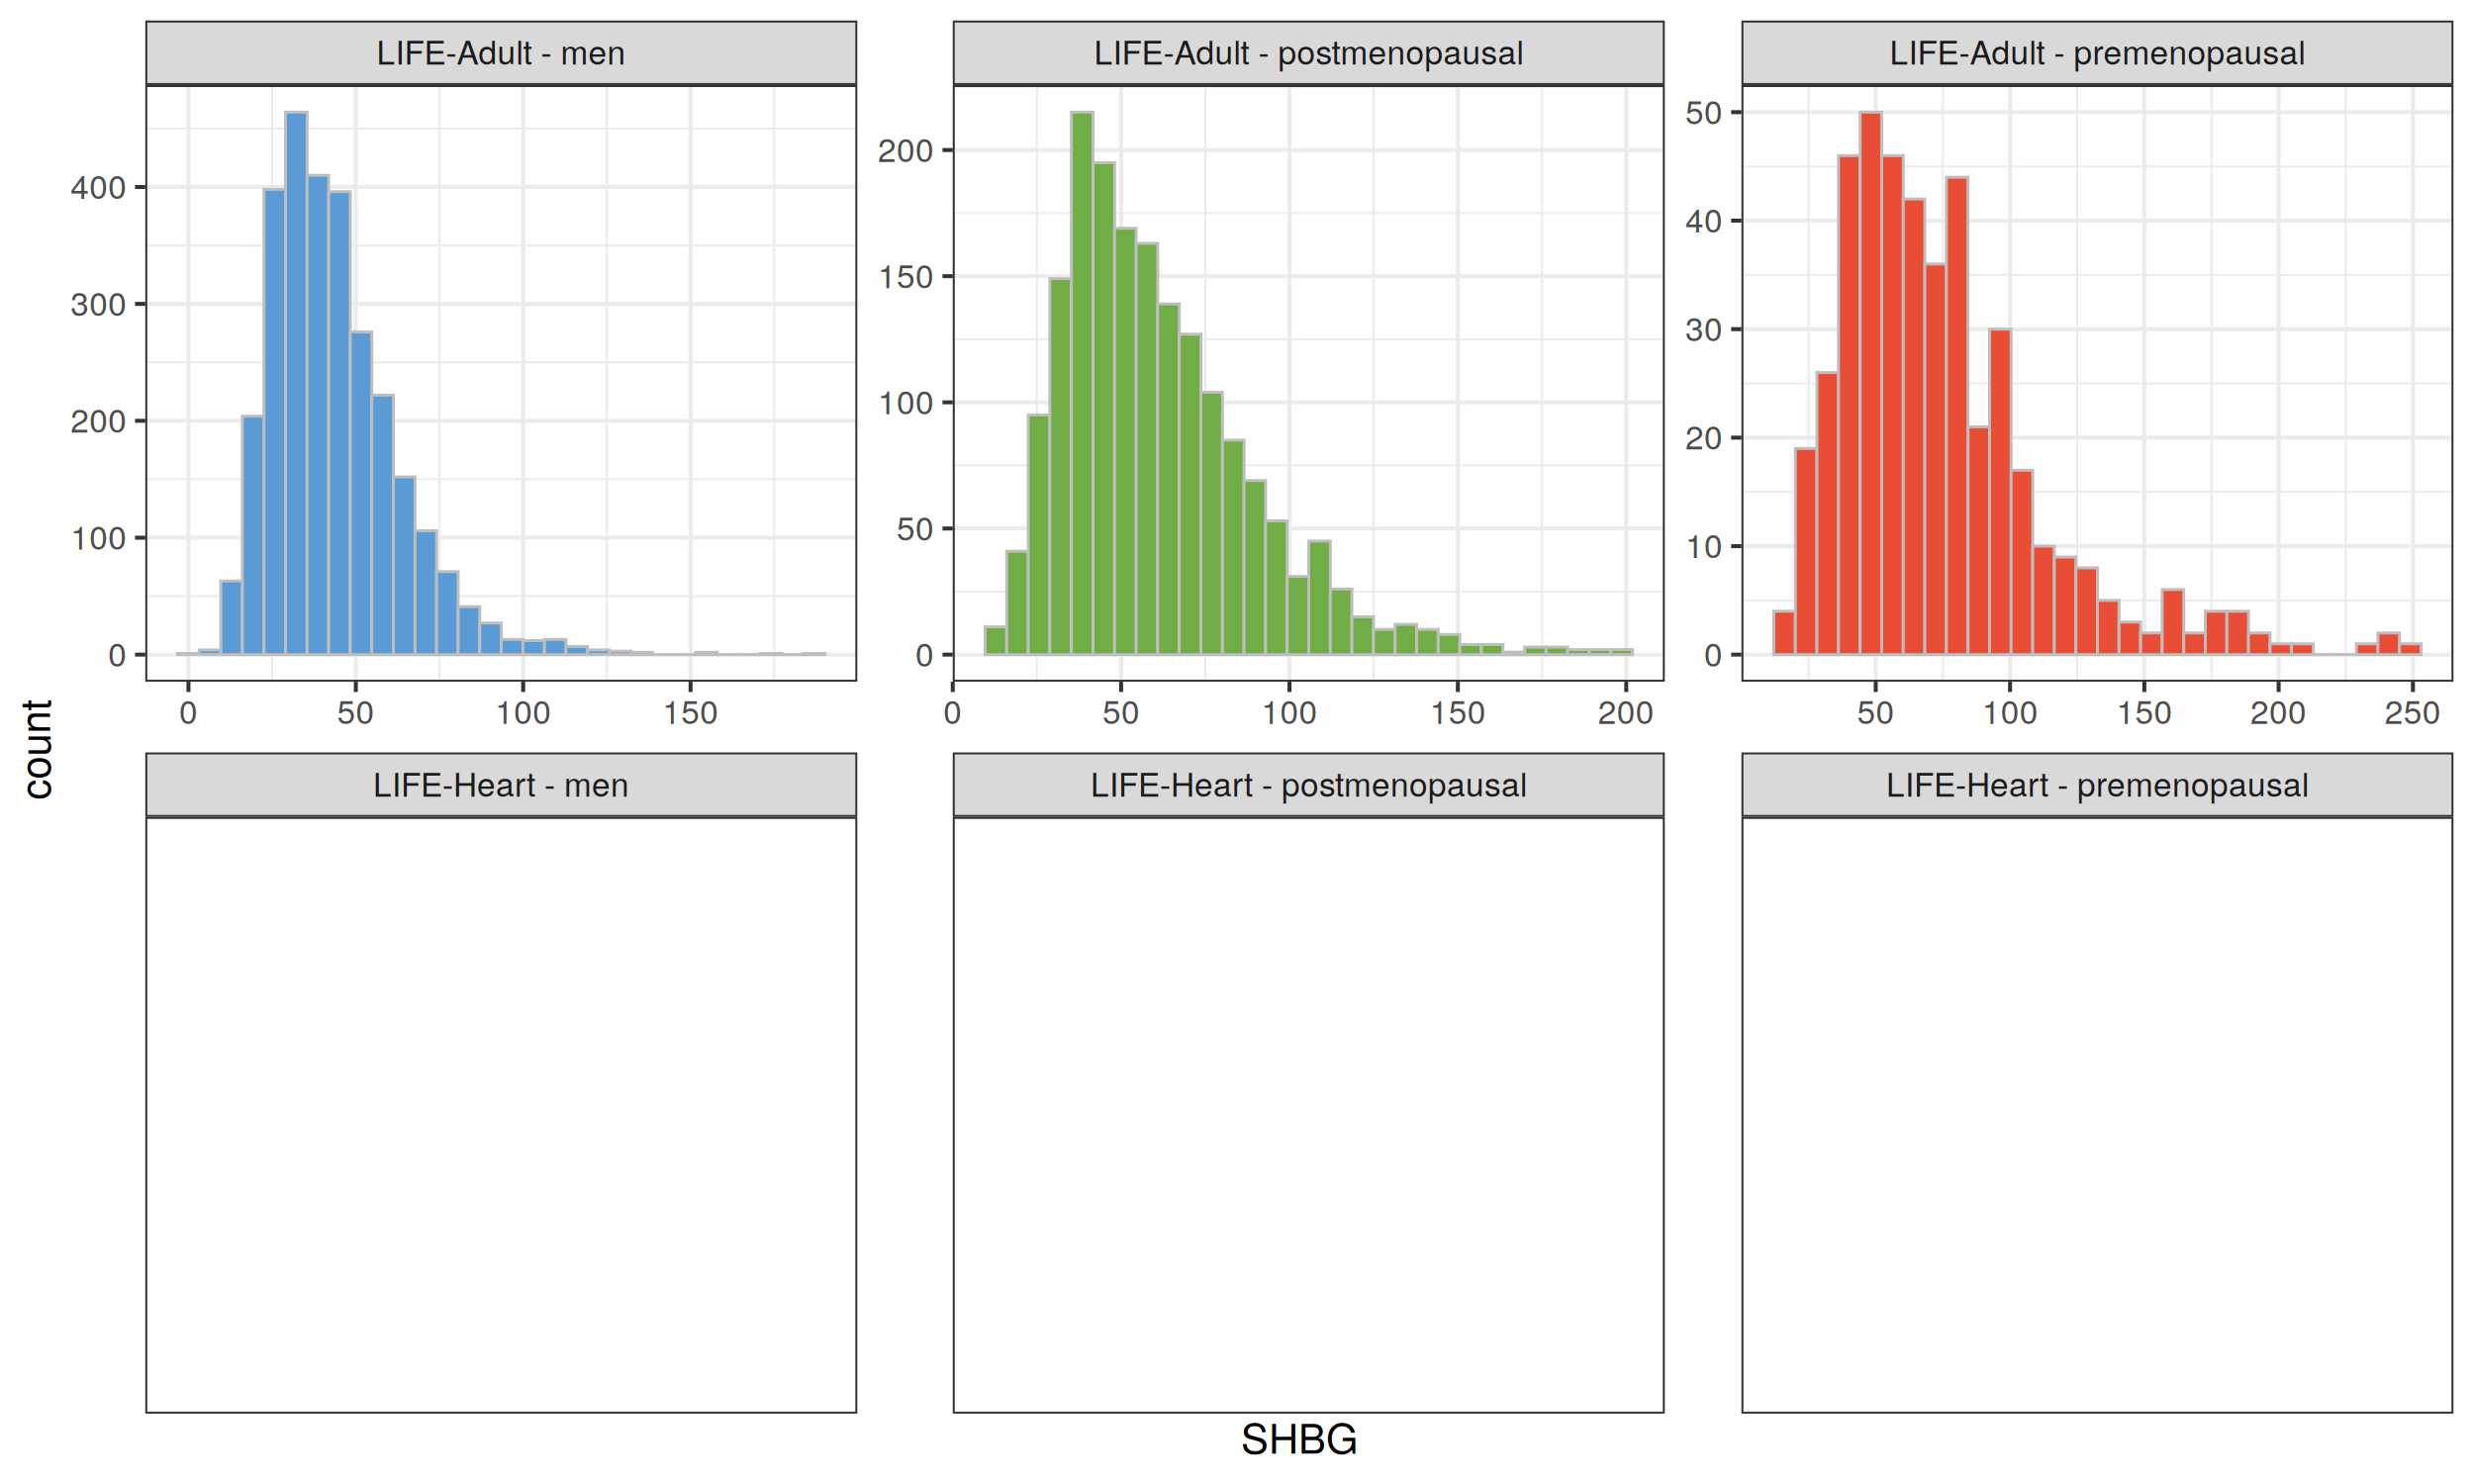 LIFE-Adult - men
LIFE-Adult - postmenopausal
LIFE-Adult - premenopausal
400
300
200
100
0
0 50 100 150
200
150
100
50
0
0 50 100 150 200
50
40
30
20
10
0
50 100 150 200 250
count
LIFE-Heart - men
LIFE-Heart - postmenopausal
LIFE-Heart - premenopausal
SHBG